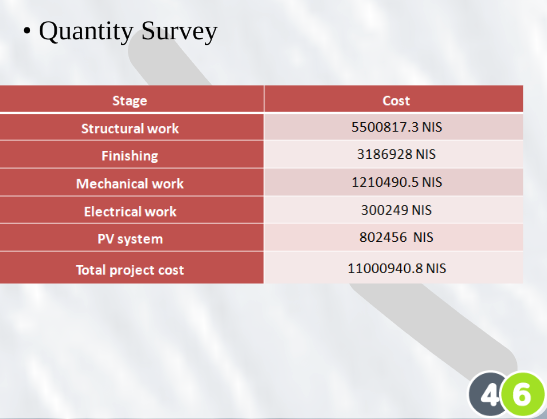 • Quantity Survey
Stage Cost
Structural work 5500817.3 NIS
Finishing 3186928 NIS
Mechanical work 1210490.5 NIS
Electrical work 300249 NIS
PV system 802456 NIS
Total project cost 11000940.8 NIS
46